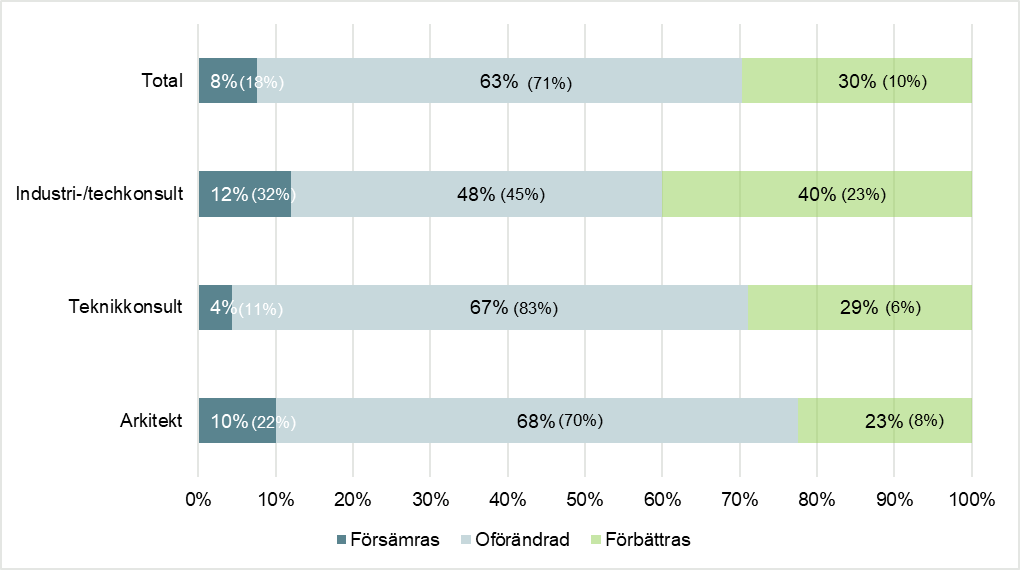 Total 8% (18%) 63% (71%) 30% (10%)
Industri-/techkonsult 12% (32%) 48% (45%) 40% (23%)
Teknikkonsult 4% (11%) 67% (83%) 29% (6%)
Arkitekt 10% (22%) 68% (70%) 23% (8%)
0% 10% 20% 30% 40% 50% 60% 70% 80% 90% 100%
Försämras Oförändrad Förbättras